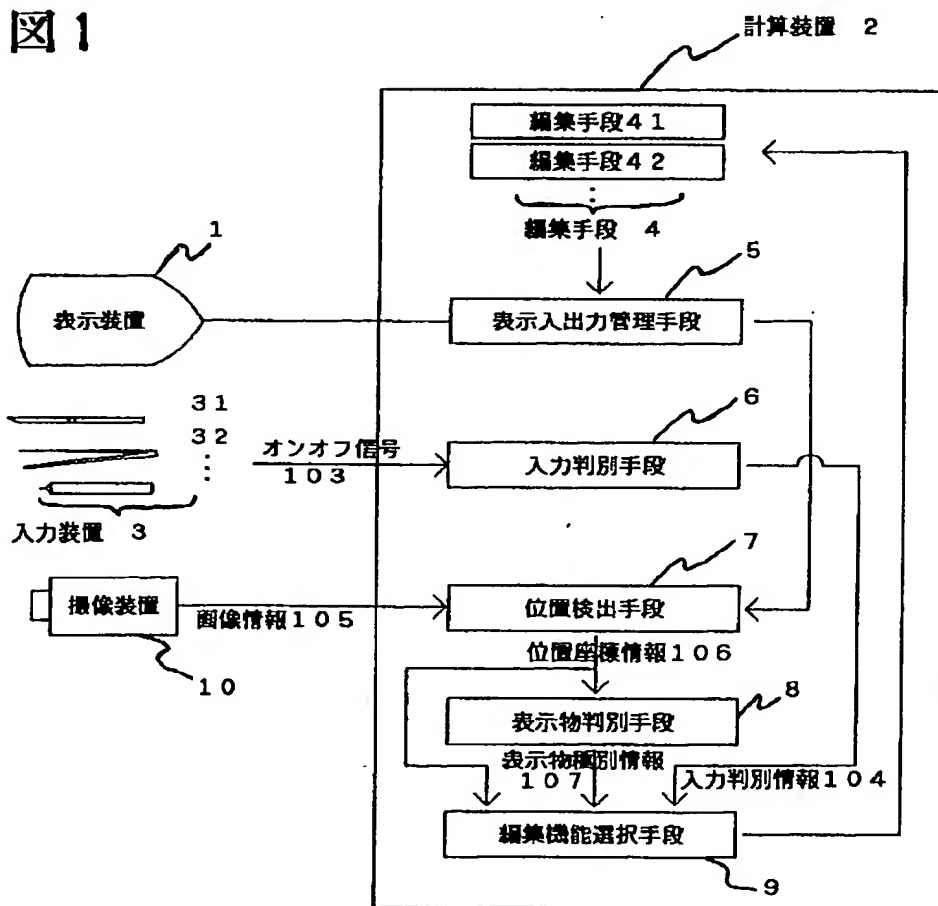 図1
計算装置 2
編集手段41
編集手段42
編集手段 4
1
5
表示装置
表示入出力管理手段
31
32
6
オンオフ信号
103
入力判別手段
入力装置 3
7
撮像装置
画像情報105
位置検出手段
位置座標情報106
10
8
表示物判別手段
表示物種別情報
107
入力判別情報104
編集機能選択手段
9